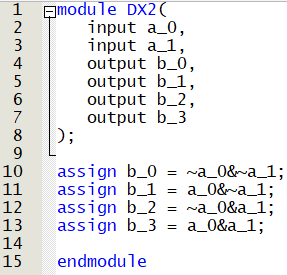 1 module DX2(
2 input a_0,
3 input a_1,
4 output b_0,
5 output b_1,
6 output b_2,
7 output b_3
8 );
9
10 assign b_0 = ~a_0&~a_1;
11 assign b_1 = a_0&~a_1;
12 assign b_2 = ~a_0&a_1;
13 assign b_3 = a_0&a_1;
14
15 endmodule